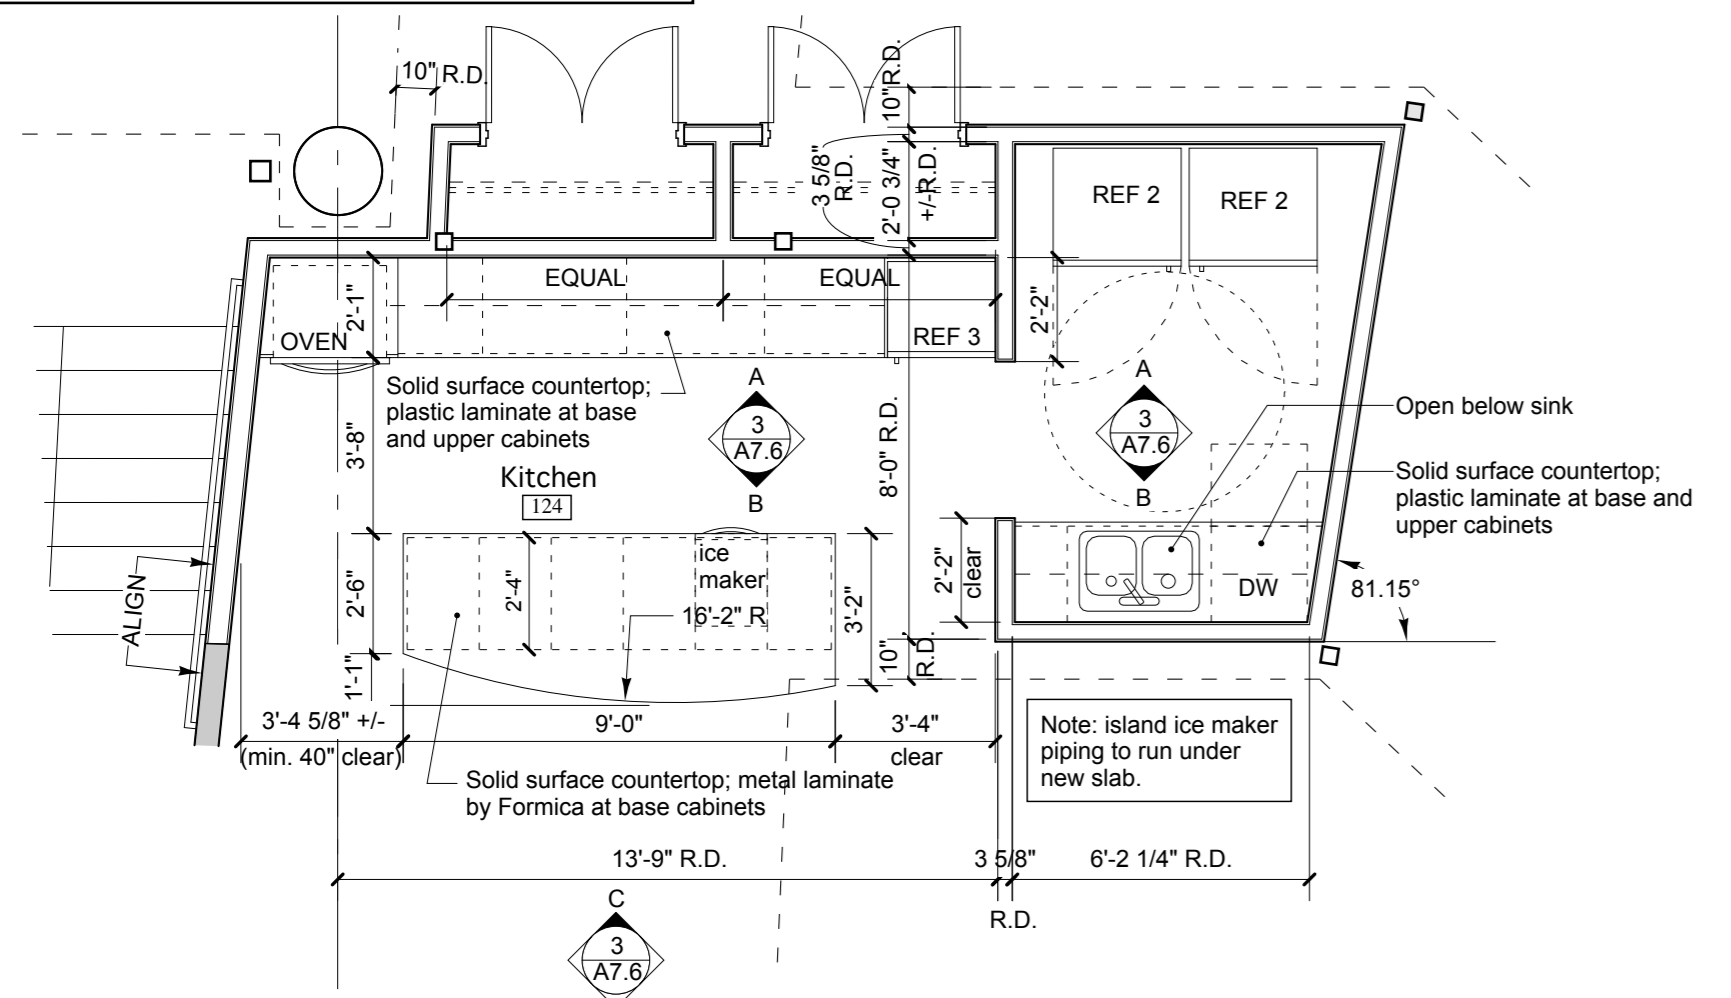 10" R.D.
10" R.D.
3 5/8"
R.D.
2'-0 3/4"
+/-R.D.
REF 2
REF 2
EQUAL
EQUAL
2'-1"
OVEN
REF 3
2'-2"
Solid surface countertop;
plastic laminate at base
and upper cabinets
A
3
A7.6
B
A
3
A7.6
B
Open below sink
3'-8"
8'-0" R.D.
Kitchen
124
Solid surface countertop;
plastic laminate at base and
upper cabinets
ice
maker
2'-6"
2'-4"
16'-2" R
3'-2"
2'-2"
clear
DW
81.15°
ALIGN
1'-1"
10"
R.D.
3'-4 5/8" +/-
(min. 40" clear)
9'-0"
3'-4"
clear
Note: island ice maker
piping to run under
new slab.
Solid surface countertop; metal laminate
by Formica at base cabinets
13'-9" R.D.
3 5/8"
R.D.
6'-2 1/4" R.D.
C
3
A7.6